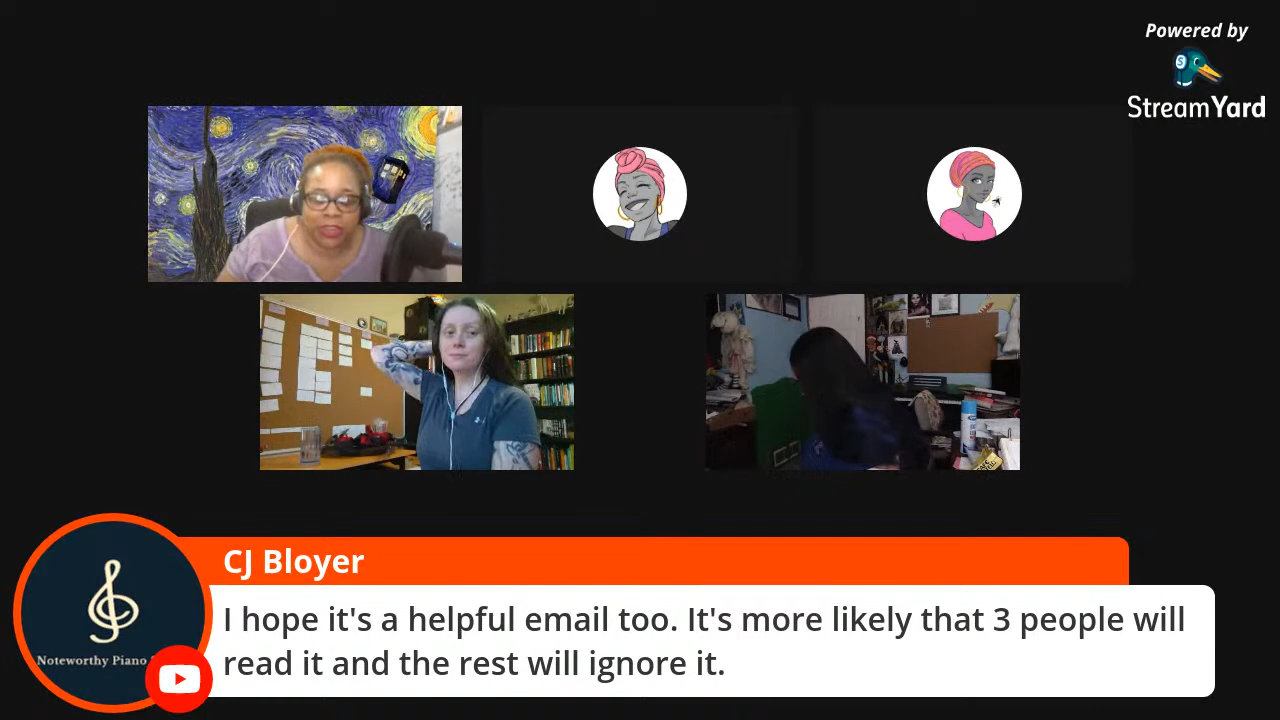 Powered by
StreamYard
CJ Bloyer
I hope it's a helpful email too. It's more likely that 3 people will
read it and the rest will ignore it.
Noteworthy Piano